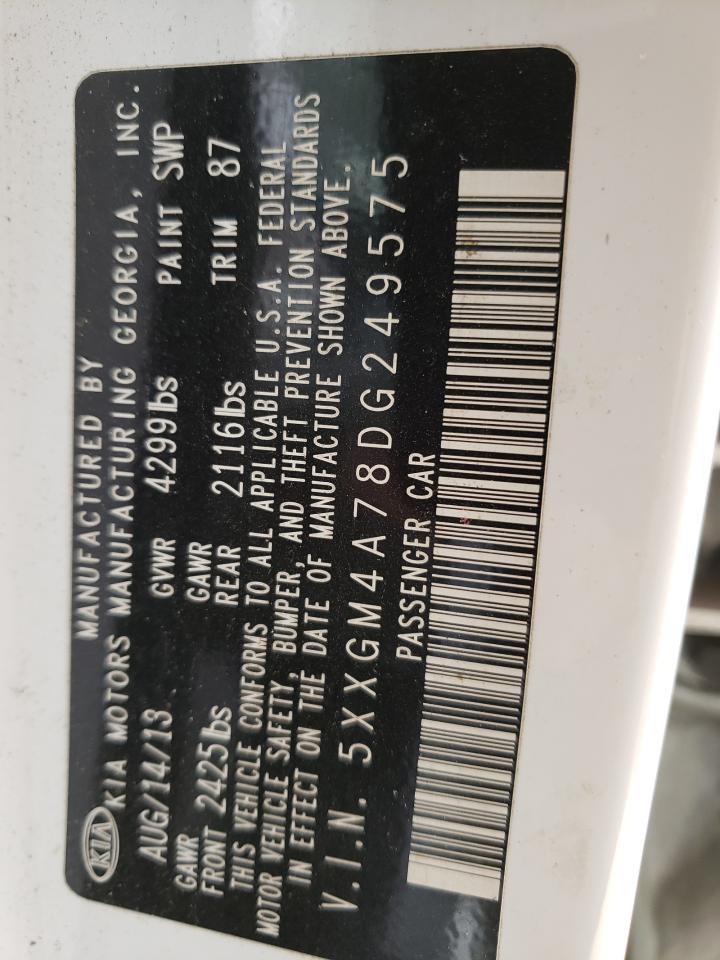 MANUFACTURED BY
KIA KIA MOTORS MANUFACTURING GEORGIA, INC.
AUG/14/13 GVWR 4299lbs PAINT SWP
GAWR GAWR
FRONT 2425lbs REAR 2116lbs TRIM 87
THIS VEHICLE CONFORMS TO ALL APPLICABLE U.S.A. FEDERAL
MOTOR VEHICLE SAFETY, BUMPER, AND THEFT PREVENTION STANDARDS
IN EFFECT ON THE DATE OF MANUFACTURE SHOWN ABOVE.
V.I.N. 5XXGM4A78DG249575
PASSENGER CAR